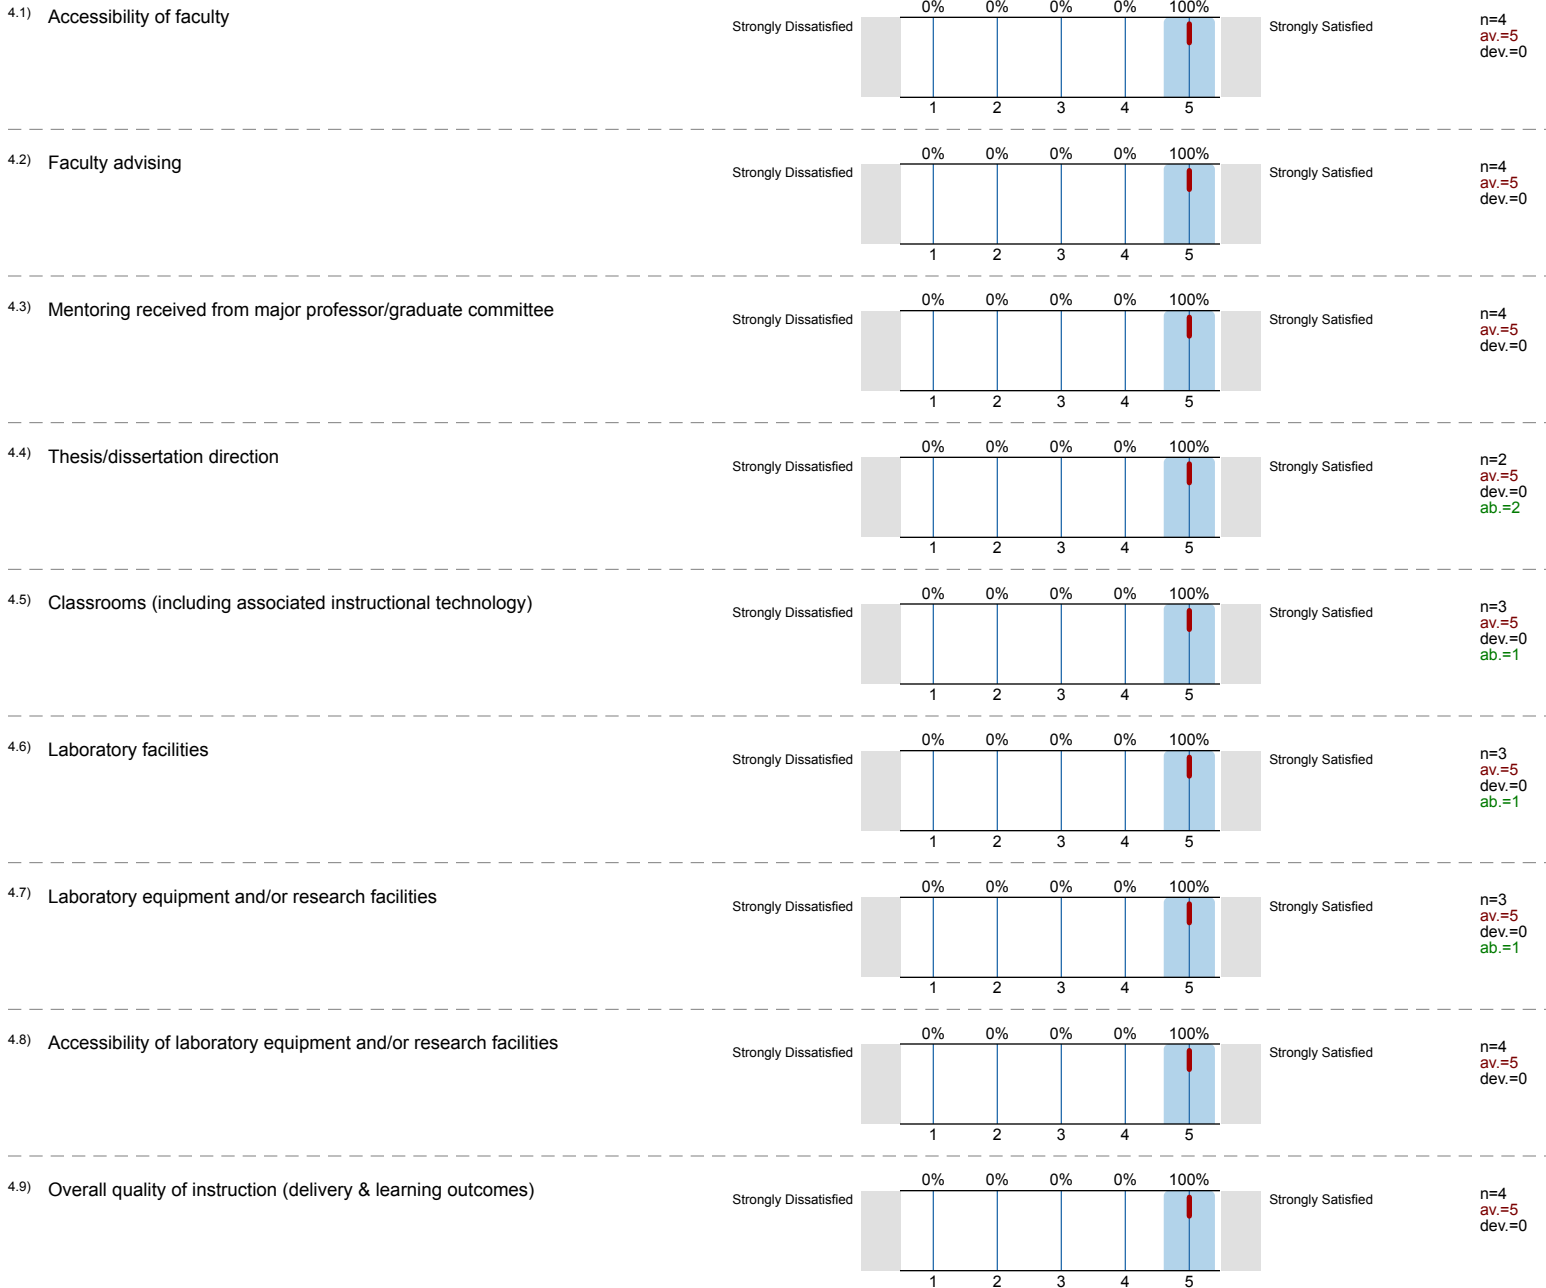 4.1) Accessibility of faculty
0% 0% 0% 0% 100%
Strongly Dissatisfied Strongly Satisfied
n=4
av.=5
dev.=0
1 2 3 4 5
4.2) Faculty advising
0% 0% 0% 0% 100%
Strongly Dissatisfied Strongly Satisfied
n=4
av.=5
dev.=0
1 2 3 4 5
4.3) Mentoring received from major professor/graduate committee
0% 0% 0% 0% 100%
Strongly Dissatisfied Strongly Satisfied
n=4
av.=5
dev.=0
1 2 3 4 5
4.4) Thesis/dissertation direction
0% 0% 0% 0% 100%
Strongly Dissatisfied Strongly Satisfied
n=2
av.=5
dev.=0
ab.=2
1 2 3 4 5
4.5) Classrooms (including associated instructional technology)
0% 0% 0% 0% 100%
Strongly Dissatisfied Strongly Satisfied
n=3
av.=5
dev.=0
ab.=1
1 2 3 4 5
4.6) Laboratory facilities
0% 0% 0% 0% 100%
Strongly Dissatisfied Strongly Satisfied
n=3
av.=5
dev.=0
ab.=1
1 2 3 4 5
4.7) Laboratory equipment and/or research facilities
0% 0% 0% 0% 100%
Strongly Dissatisfied Strongly Satisfied
n=3
av.=5
dev.=0
ab.=1
1 2 3 4 5
4.8) Accessibility of laboratory equipment and/or research facilities
0% 0% 0% 0% 100%
Strongly Dissatisfied Strongly Satisfied
n=4
av.=5
dev.=0
1 2 3 4 5
4.9) Overall quality of instruction (delivery & learning outcomes)
0% 0% 0% 0% 100%
Strongly Dissatisfied Strongly Satisfied
n=4
av.=5
dev.=0
1 2 3 4 5